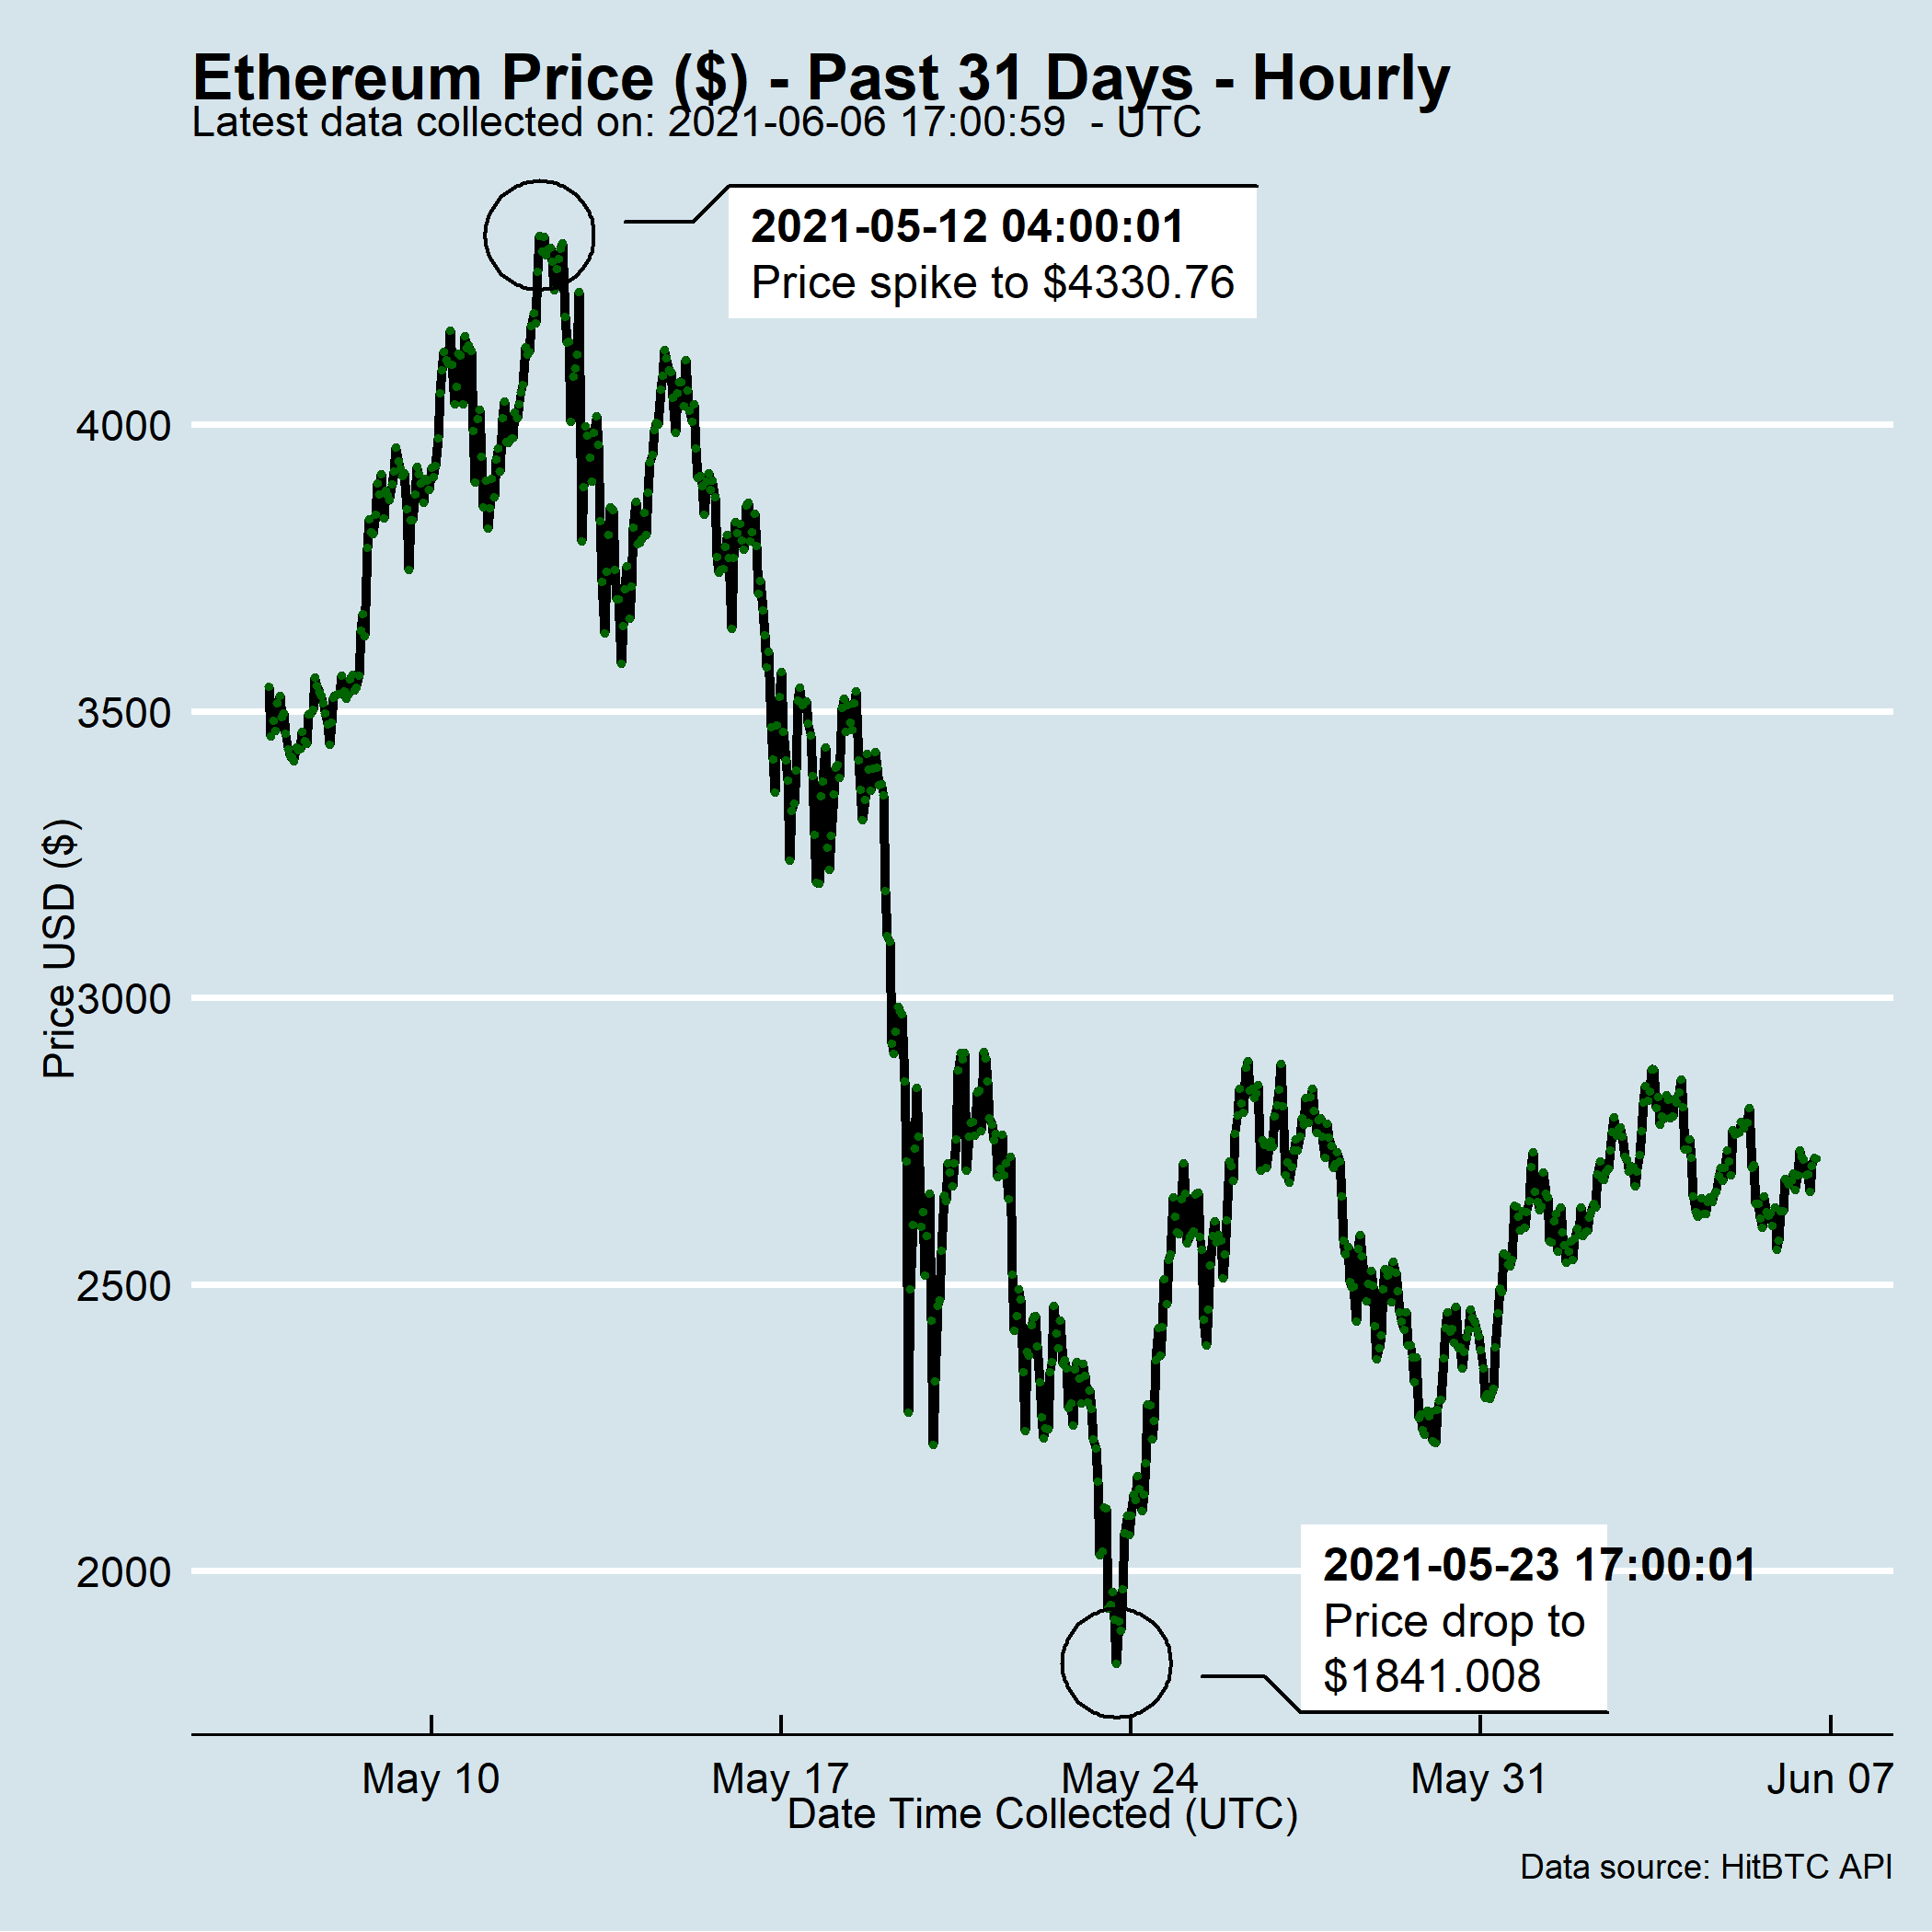 Ethereum Price ($) - Past 31 Days - Hourly
Latest data collected on: 2021-06-06 17:00:59  - UTC
2021-05-12 04:00:01
Price spike to $4330.76
4000
3500
3000
2500
2000
Price USD ($)
2021-05-23 17:00:01
Price drop to
$1841.008
May 10
May 17
May 24
May 31
Jun 07
Date Time Collected (UTC)
Data source: HitBTC API